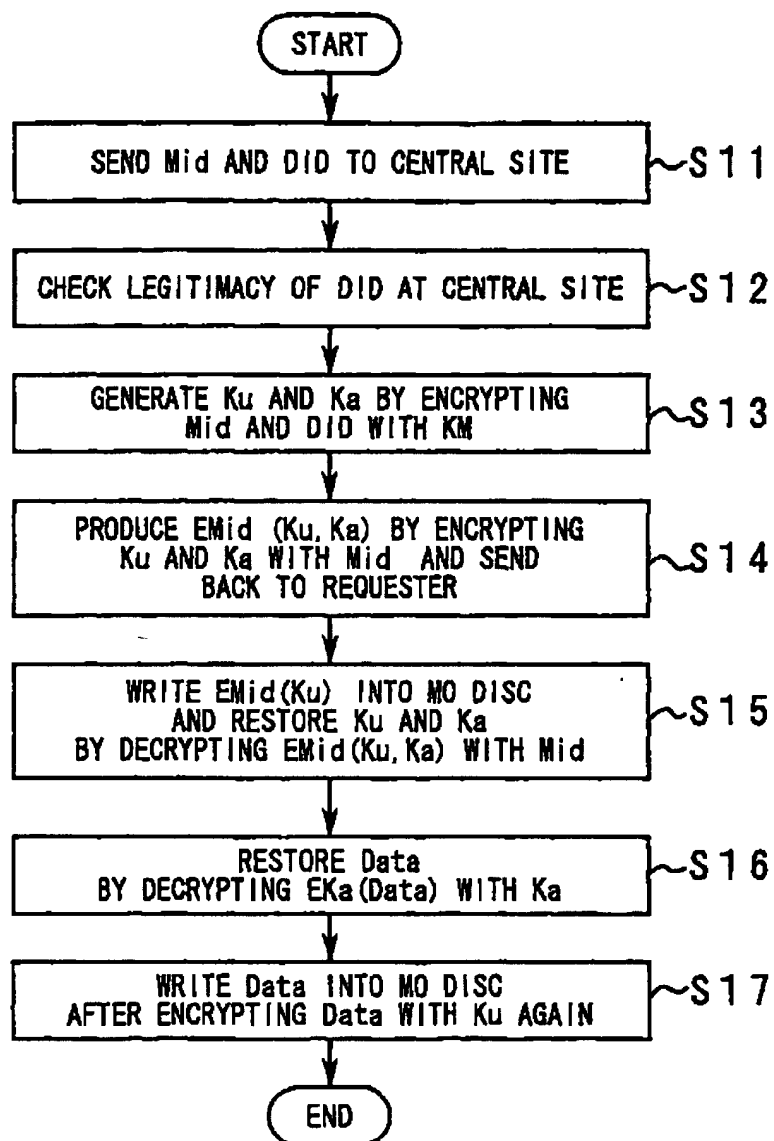 START
SEND Mid AND DID TO CENTRAL SITE
S11
CHECK LEGITIMACY OF DID AT CENTRAL SITE
S12
GENERATE Ku AND Ka BY ENCRYPTING
Mid AND DID WITH KM
S13
PRODUCE EMid (Ku, Ka) BY ENCRYPTING
Ku AND Ka WITH Mid AND SEND
BACK TO REQUESTER
S14
WRITE EMid(Ku) INTO MO DISC
AND RESTORE Ku AND Ka
BY DECRYPTING EMid(Ku, Ka) WITH Mid
S15
RESTORE Data
BY DECRYPTING EKa(Data) WITH Ka
S16
WRITE Data INTO MO DISC
AFTER ENCRYPTING Data WITH Ku AGAIN
S17
END